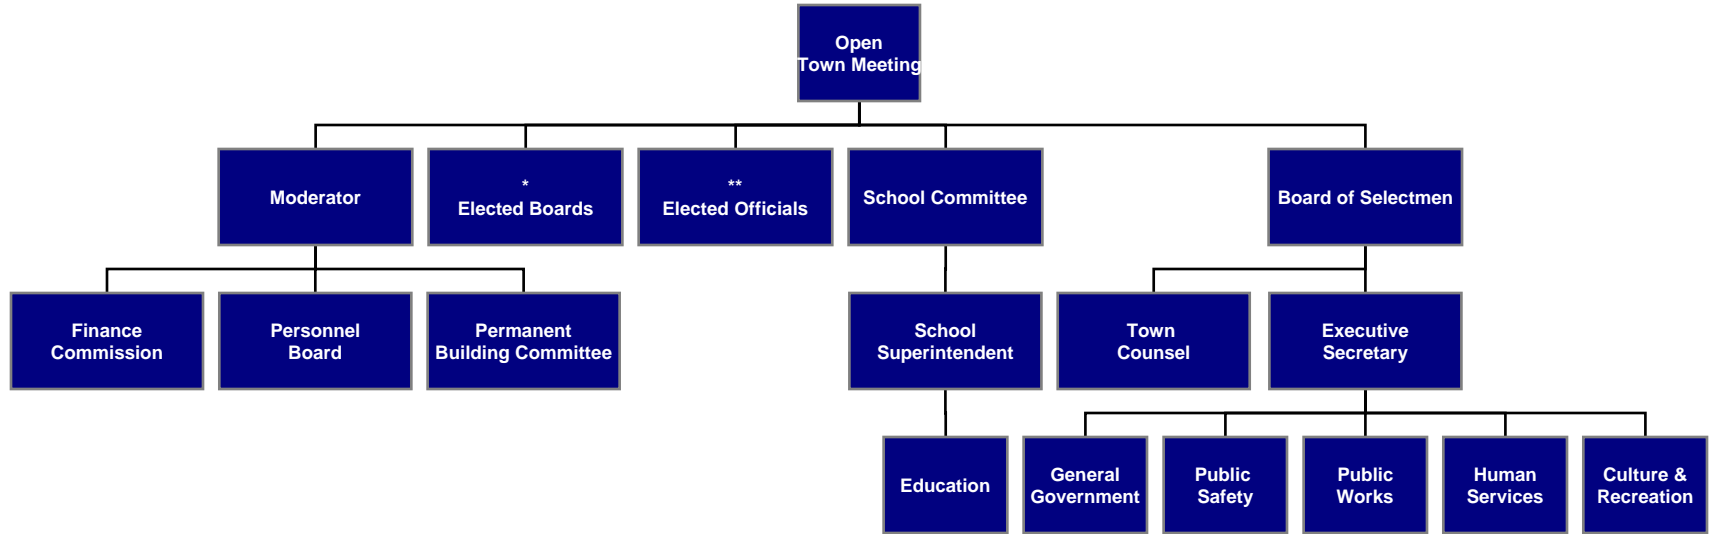 Open
Town Meeting
Moderator
*
Elected Boards
**
Elected Officials
School Committee
Board of Selectmen
Finance
Commission
Personnel
Board
Permanent
Building Committee
School
Superintendent
Town
Counsel
Executive
Secretary
Education
General
Government
Public
Safety
Public
Works
Human
Services
Culture &
Recreation